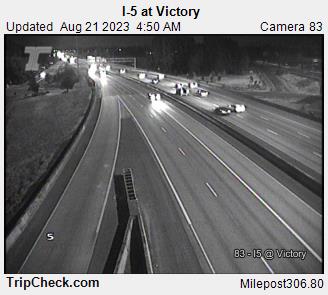 I-5 at Victory
Updated Aug 21 2023 4:50 AM Camera 83
T
S
83 - I5 @ Victory
TripCheck.com Milepost306.80